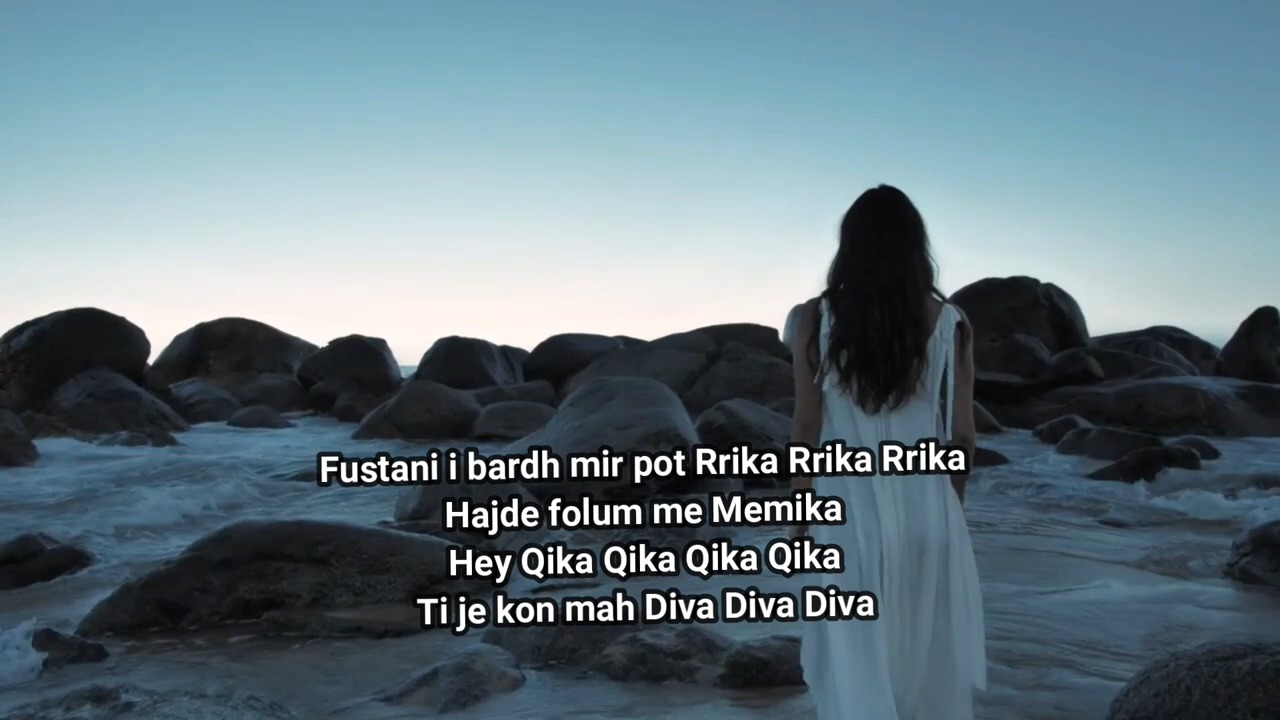 Fustani i bardh mir pot Rrika Rrika Rrika
Hajde folum me Memika
Hey Qika Qika Qika Qika
Ti je kon mah Diva Diva Diva